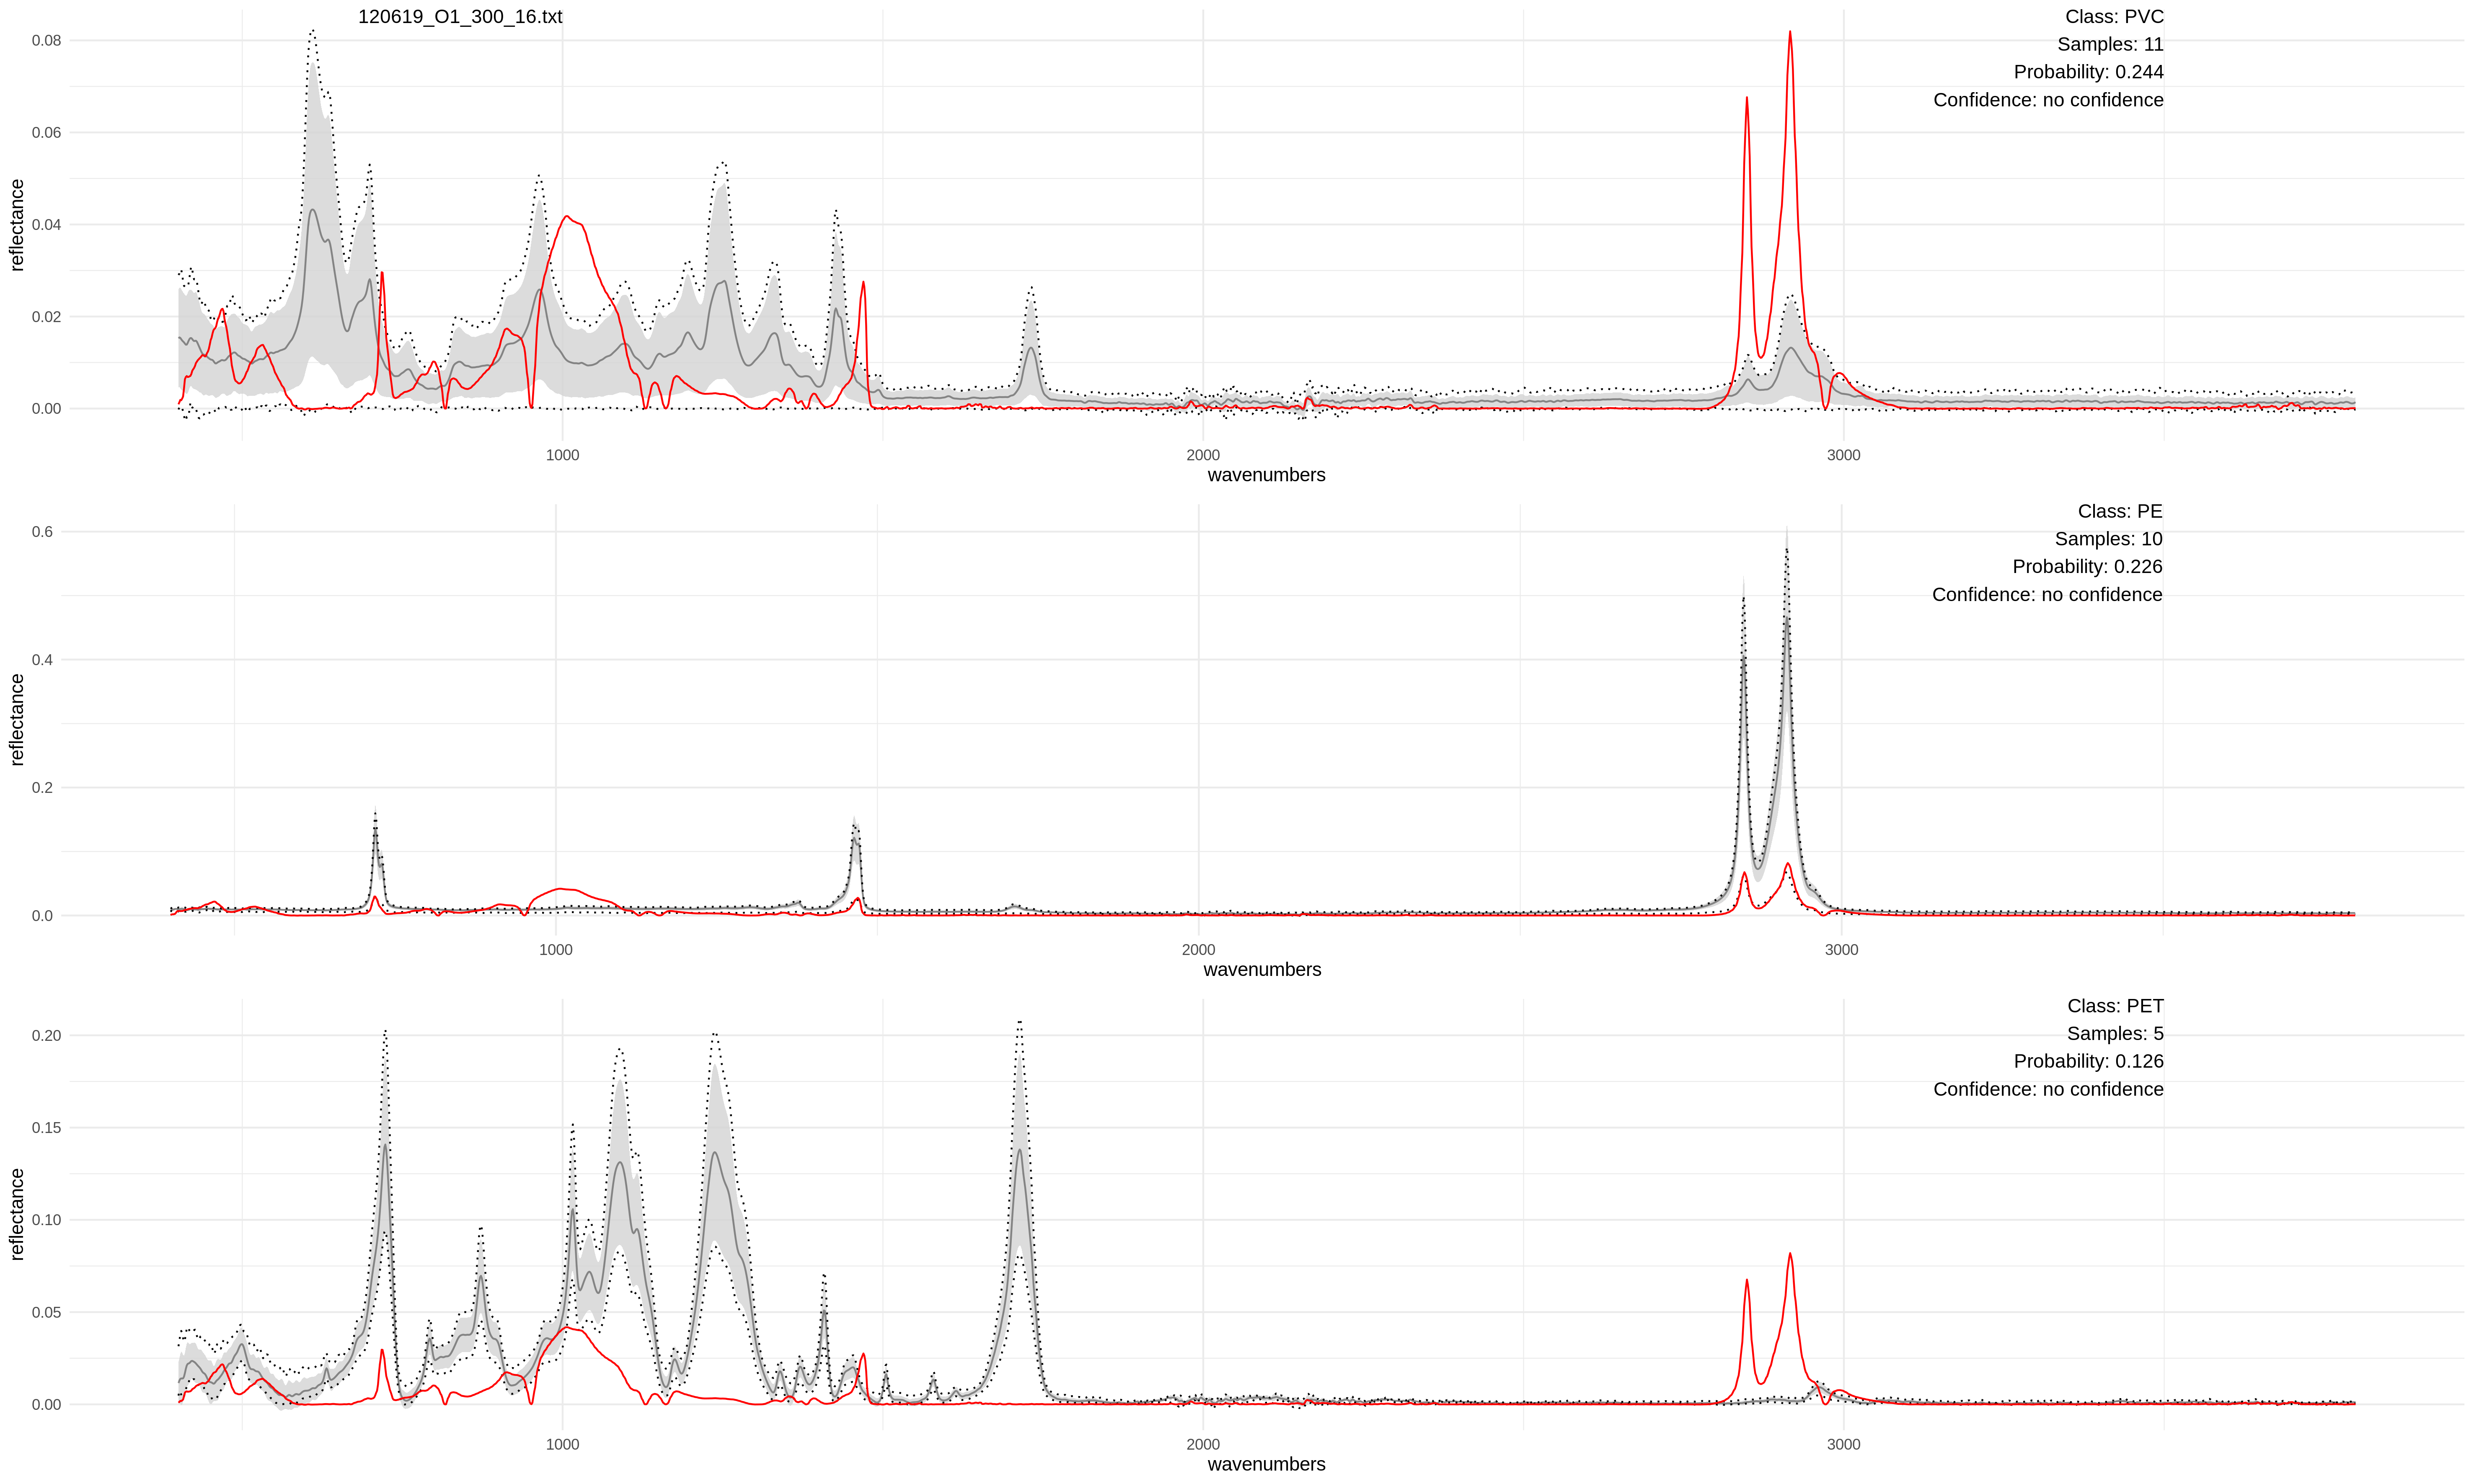 120619_O1_300_16.txt
Class: PVC
Samples: 11
Probability: 0.244
Confidence: no confidence
0.08
0.06
0.04
0.02
0.00
reflectance
1000 2000 3000
wavenumbers
Class: PE
Samples: 10
Probability: 0.226
Confidence: no confidence
0.6
0.4
0.2
0.0
reflectance
1000 2000 3000
wavenumbers
Class: PET
Samples: 5
Probability: 0.126
Confidence: no confidence
0.20
0.15
0.10
0.05
0.00
reflectance
1000 2000 3000
wavenumbers